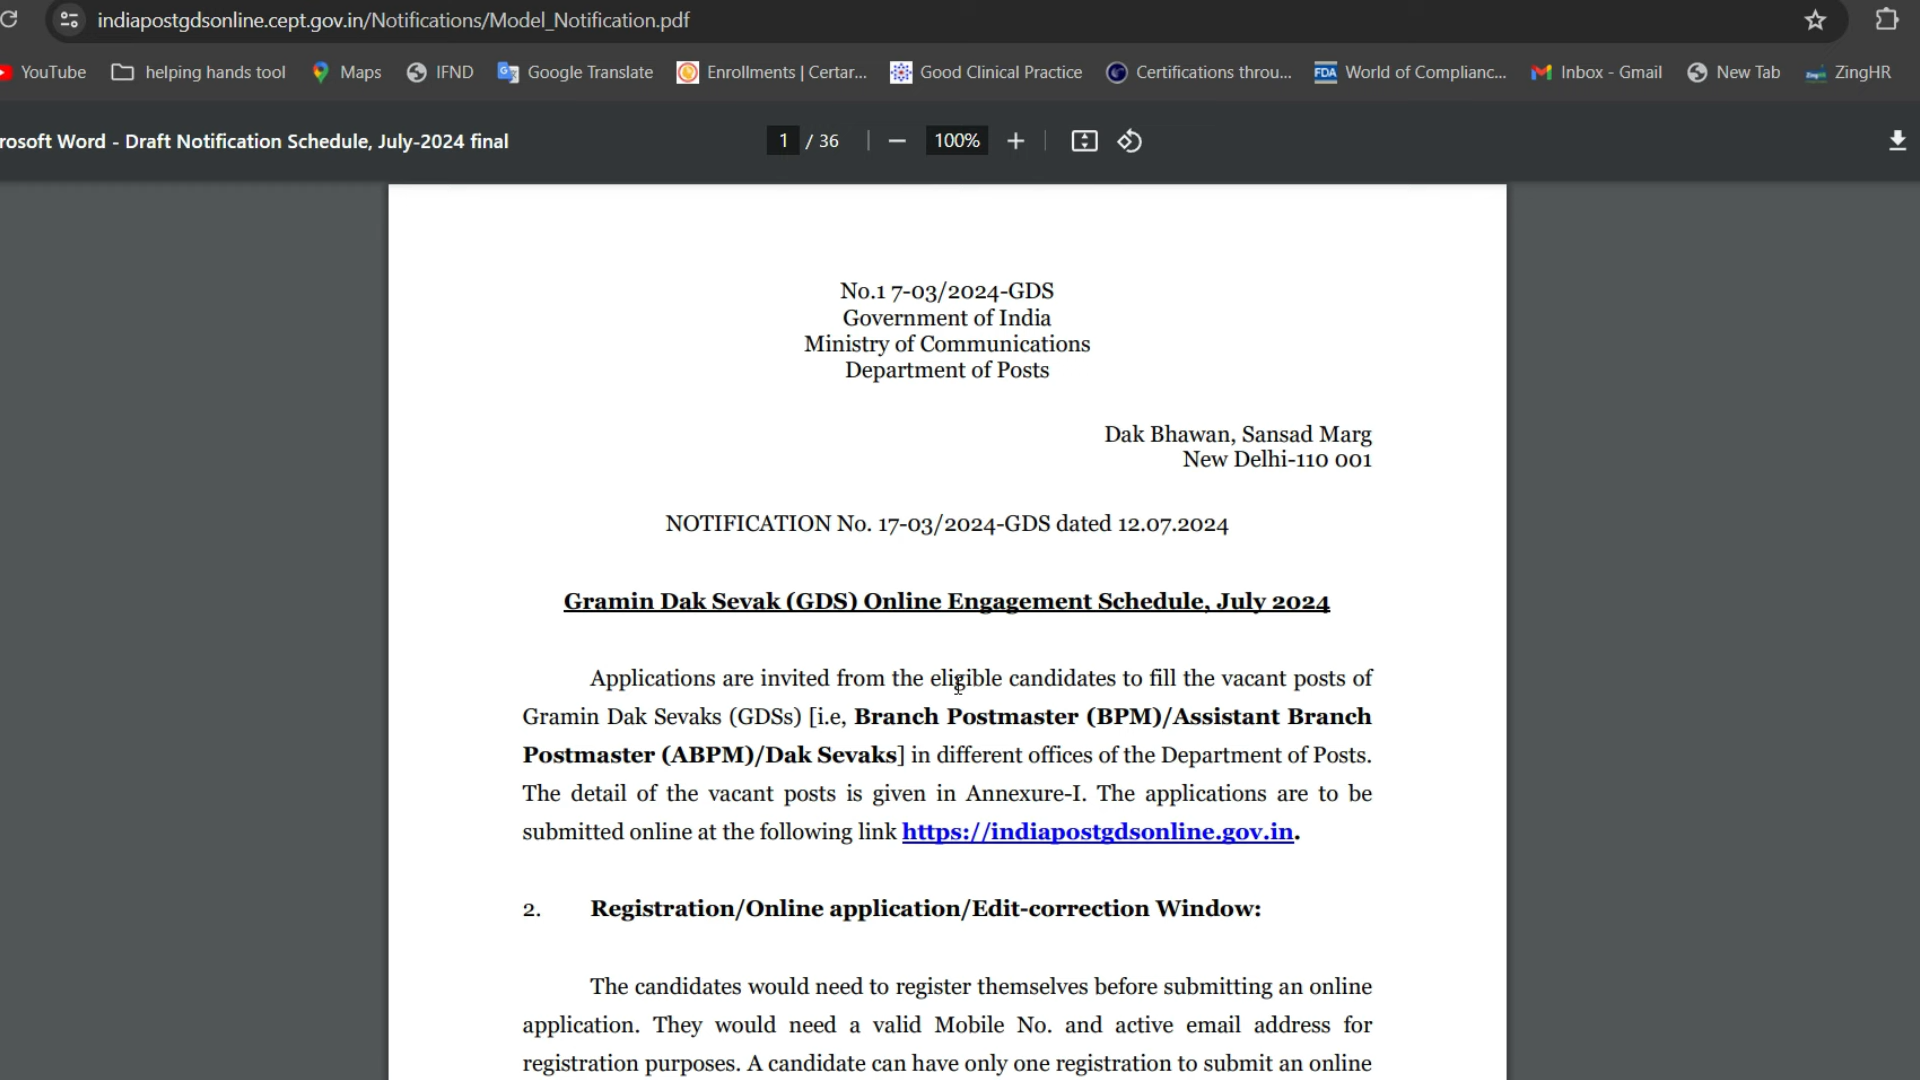 indiapostgdsonline.cept.gov.in/Notifications/Model_Notification.pdf
YouTube helping hands tool Maps IFND Google Translate Enrollments | Certar... Good Clinical Practice Certifications throu... FDA World of Complianc... Inbox - Gmail New Tab ZingHR
rosoft Word - Draft Notification Schedule, July-2024 final 1 / 36 100%
No.1 7-03/2024-GDS
Government of India
Ministry of Communications
Department of Posts
Dak Bhawan, Sansad Marg
New Delhi-110 001
NOTIFICATION No. 17-03/2024-GDS dated 12.07.2024
Gramin Dak Sevak (GDS) Online Engagement Schedule, July 2024
Applications are invited from the eligible candidates to fill the vacant posts of
Gramin Dak Sevaks (GDSs) [i.e, Branch Postmaster (BPM)/Assistant Branch
Postmaster (ABPM)/Dak Sevaks] in different offices of the Department of Posts.
The detail of the vacant posts is given in Annexure-I. The applications are to be
submitted online at the following link https://indiapostgdsonline.gov.in.
2. Registration/Online application/Edit-correction Window:
The candidates would need to register themselves before submitting an online
application. They would need a valid Mobile No. and active email address for
registration purposes. A candidate can have only one registration to submit an online